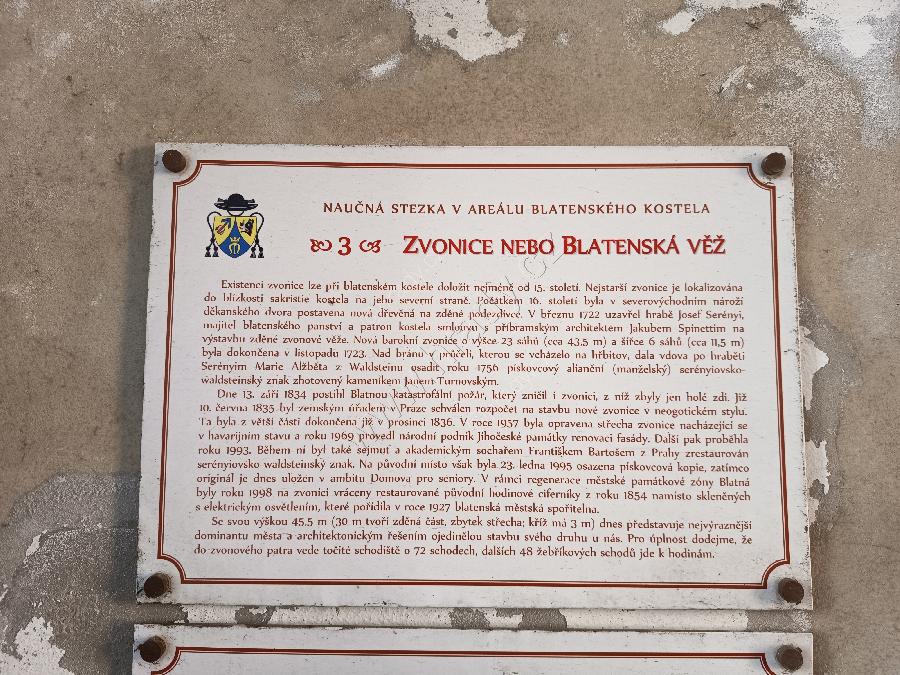 NAUČNÁ STEZKA V AREÁLU BLATENSKÉHO KOSTELA
3 ZVONICE NEBO BLATENSKÁ VĚŽ
Existenci zvonice lze při blatenském kostele doložit nejméně od 15. století. Nejstarší zvonice je lokalizována
do blízkosti sakristie kostela na jeho severní straně. Počátkem 16. století byla v severovýchodním nároží
děkanského dvora postavena nová dřevěná na zděné podezdívce. V březnu 1722 uzavřel hrabě Josef Serényi,
majitel blatenského panství a patron kostela smlouvu s příbramským architektem Jakubem Spinettim na
výstavbu zděné zvonové věže. Nová barokní zvonice o výšce 23 sáhů (cca 43,5 m) a šířce 6 sáhů (cca 11,5 m)
byla dokončena v listopadu 1723. Nad bránu v průčelí, kterou se vcházelo na hřbitov, dala vdova po hraběti
Serényim Marie Alžběta z Waldsteinu osadit roku 1756 pískovcový alianční (manželský) serényiovsko-
waldsteinský znak zhotovený kameníkem Janem Turnovským.
Dne 13. září 1834 postihl Blatnou katastrofální požár, který zničil i zvonici, z níž zbyly jen holé zdi. Již
10. června 1835 byl zemským úřadem v Praze schválen rozpočet na stavbu nové zvonice v neogotickém stylu.
Ta byla z větší části dokončena již v prosinci 1836. V roce 1957 byla opravena střecha zvonice nacházející se
v havarijním stavu a roku 1969 provedl národní podnik Jihočeské památky renovaci fasády. Další pak proběhla
roku 1993. Během ní byl také sejmut a akademickým sochařem Františkem Bartošem z Prahy zrestaurován
serényiovsko waldsteinský znak. Na původní místo však byla 23. ledna 1995 osazena pískovcová kopie, zatímco
originál je dnes uložen v ambitu Domova pro seniory. V rámci regenerace městské památkové zóny Blatná
byly roku 1998 na zvonici vráceny restaurované původní hodinové ciferníky z roku 1854 namísto skleněných
s elektrickým osvětlením, které pořídila v roce 1927 blatenská městská spořitelna.
Se svou výškou 45,5 m (30 m tvoří zděná část, zbytek střecha; kříž má 3 m) dnes představuje nejvýraznější
dominantu města a architektonickým řešením ojedinělou stavbu svého druhu u nás. Pro úplnost dodejme, že
do zvonového patra vede točité schodiště o 72 schodech, dalších 48 žebříkových schodů jde k hodinám.